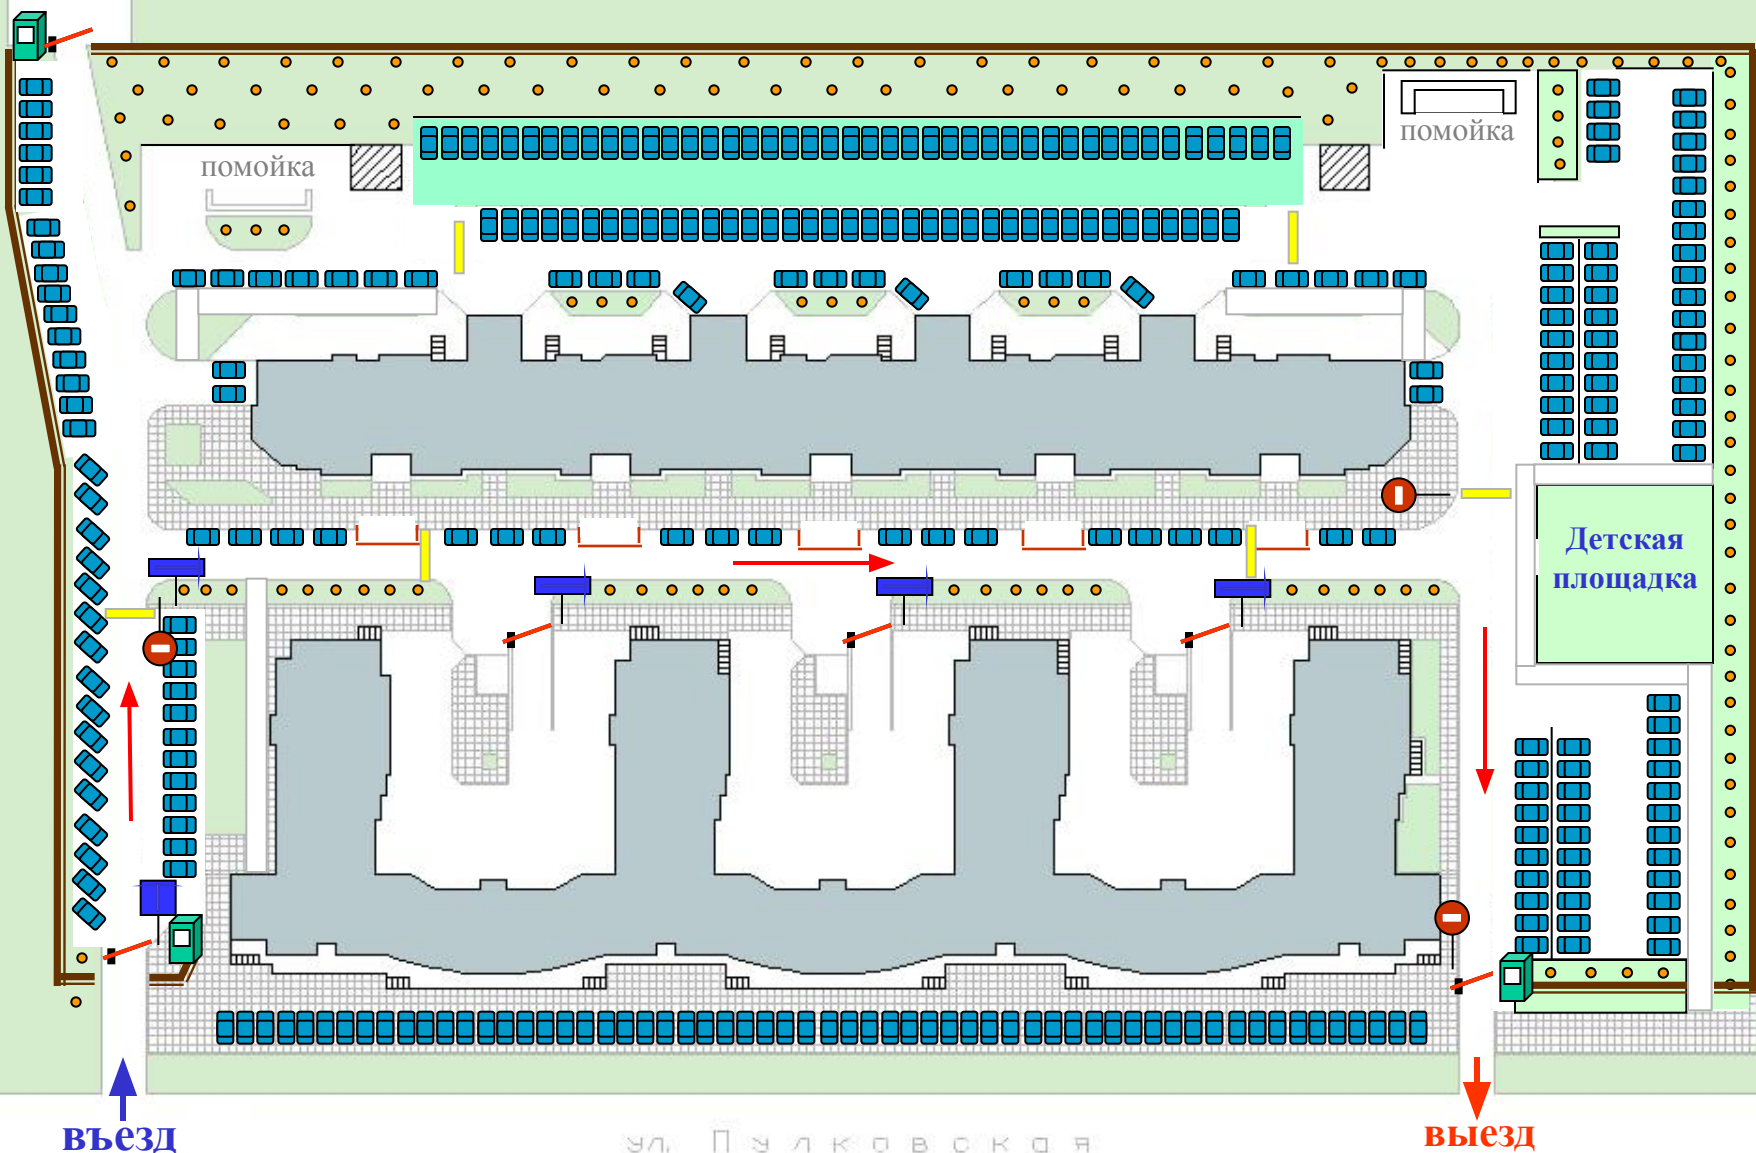 помойка
помойка
Детская
площадка
въезд
ул. Пулковская
выезд